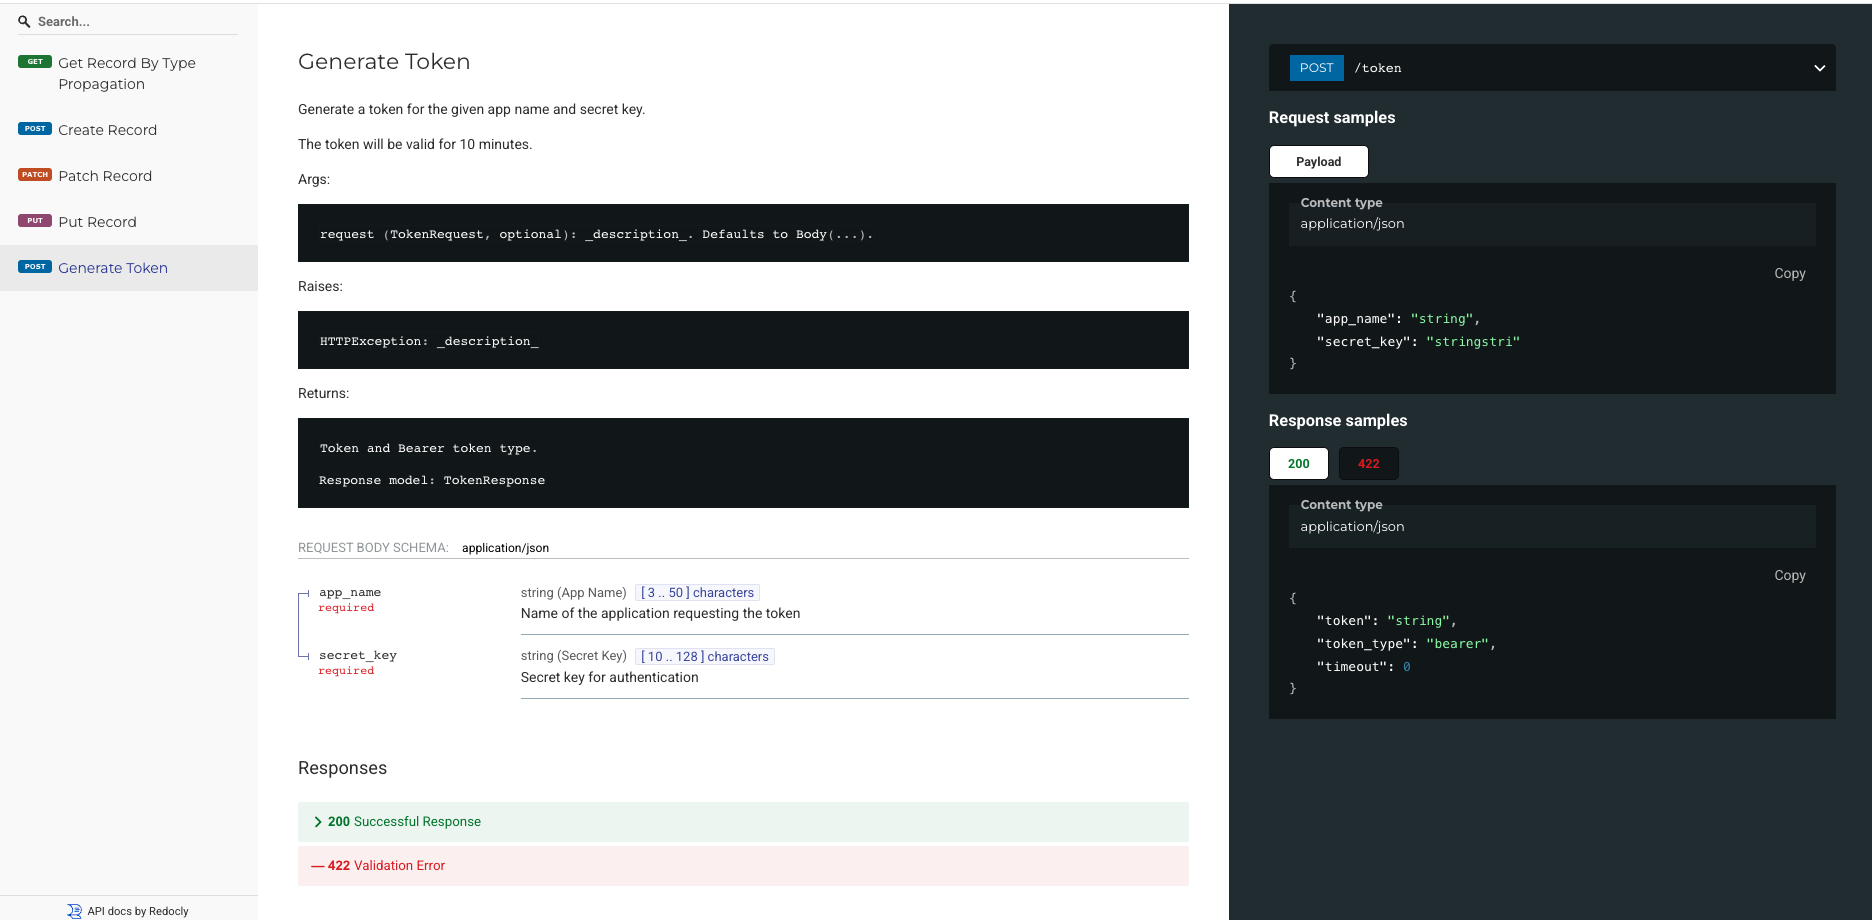 Search...
GET Get Record By Type
Propagation
POST Create Record
PATCH Patch Record
PUT Put Record
POST Generate Token
API docs by Redocly
Generate Token
Generate a token for the given app name and secret key.
The token will be valid for 10 minutes.
Args:
request (TokenRequest, optional): _description_. Defaults to Body(...).
Raises:
HTTPException: _description_
Returns:
Token and Bearer token type.
Response model: TokenResponse
REQUEST BODY SCHEMA: application/json
app_name string (App Name) [ 3 .. 50 ] characters
required Name of the application requesting the token
secret_key string (Secret Key) [ 10 .. 128 ] characters
required Secret key for authentication
Responses
200 Successful Response
— 422 Validation Error
POST /token
Request samples
Payload
Content type
application/json
Copy
{
"app_name": "string",
"secret_key": "stringstri"
}
Response samples
200 422
Content type
application/json
Copy
{
"token": "string",
"token_type": "bearer",
"timeout": 0
}